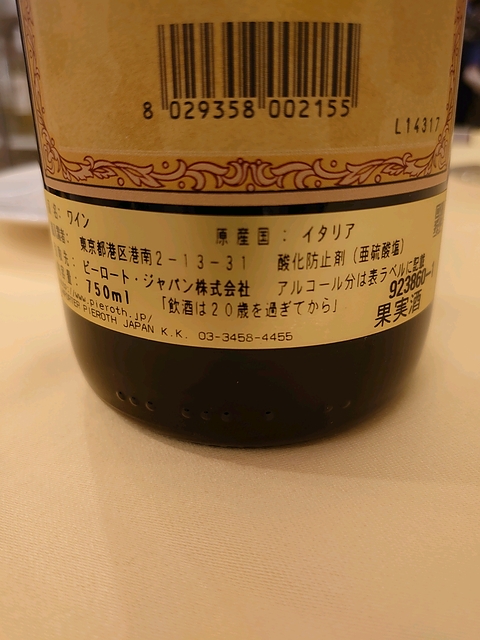 8 029358 002155
L14317
名: ワイン
原産国: イタリア
東京都港区港南2-13-31
酸化防止剤(亜硫酸塩)
ピーロート・ジャパン株式会社
アルコール分は表ラベルに記載
量: 750ml
「飲酒は20歳を過ぎてから」
923860-
www.pieroth.jp/
果実酒
PIEROTH JAPAN K.K. 03-3458-4455